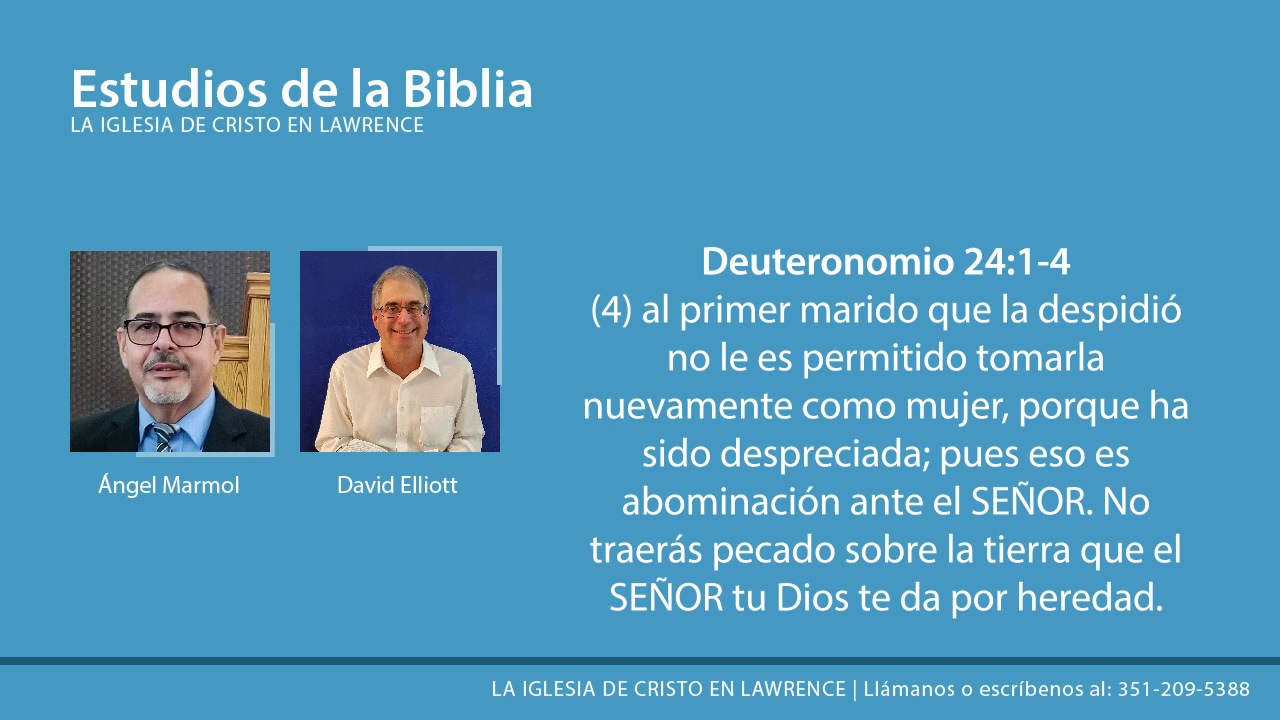 Estudios de la Biblia
LA IGLESIA DE CRISTO EN LAWRENCE
Ángel Marmol
David Elliott
Deuteronomio 24:1-4
(4) al primer marido que la despidió
no le es permitido tomarla
nuevamente como mujer, porque ha
sido despreciada; pues eso es
abominación ante el SEÑOR. No
traerás pecado sobre la tierra que el
SEÑOR tu Dios te da por heredad.
LA IGLESIA DE CRISTO EN LAWRENCE | Llámanos o escríbenos al: 351-209-5388